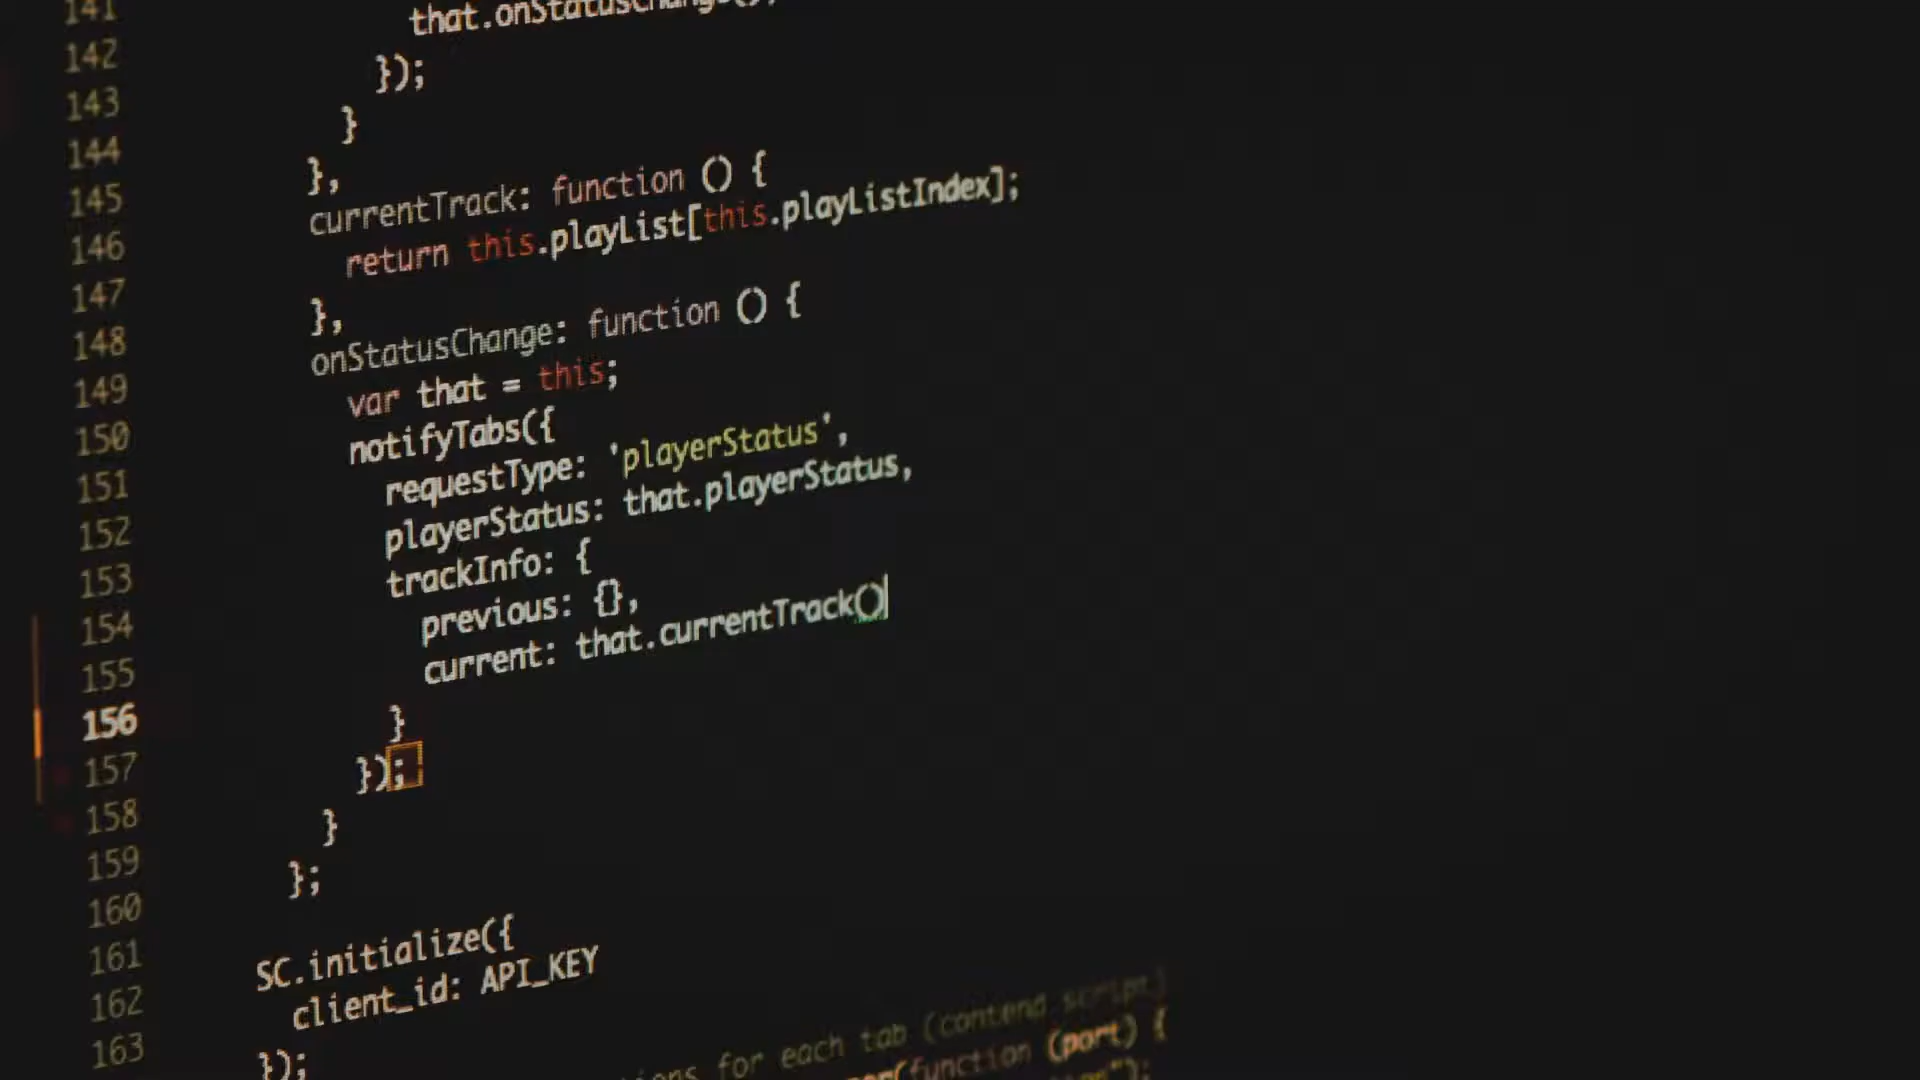 141
that.onStatusChange();
142
});
143
}
144
},
145
currentTrack: function () {
146
return this.playList[this.playListIndex];
147
},
148
onStatusChange: function () {
149
var that = this;
150
notifyTabs({
151
requestType: 'playerStatus',
152
playerStatus: that.playerStatus,
153
trackInfo: {
154
previous: {},
155
current: that.currentTrack()
156
}
157
});
158
}
159
};
160
161
SC.initialize({
162
client_id: API_KEY
163
});
for each tab (contend script)
(function (port) {
");